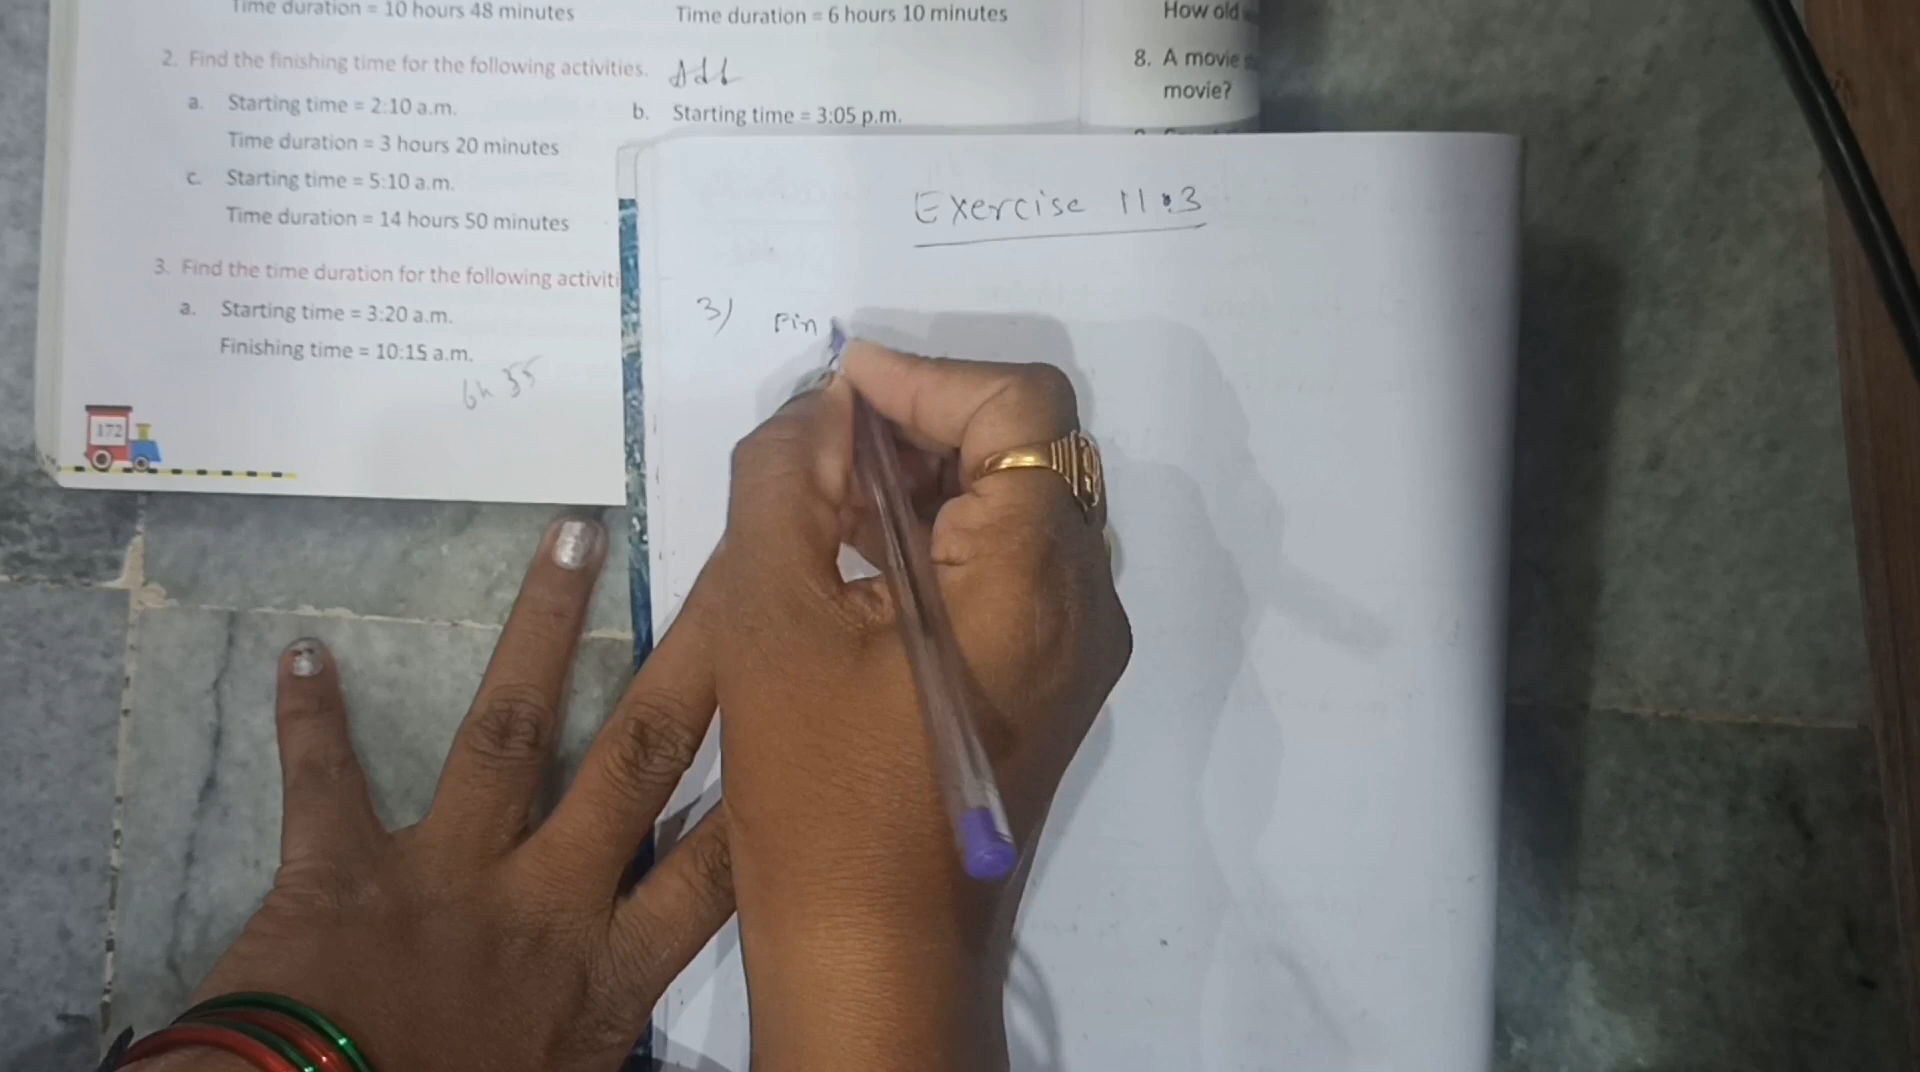 Time duration = 10 hours 48 minutes
Time duration = 6 hours 10 minutes
2. Find the finishing time for the following activities. Add
a. Starting time = 2:10 a.m.
Time duration = 3 hours 20 minutes
b. Starting time = 3:05 p.m.
c. Starting time = 5:10 a.m.
Time duration = 14 hours 50 minutes
3. Find the time duration for the following activiti
a. Starting time = 3:20 a.m.
Finishing time = 10:15 a.m.
6h 35
172
How old
8. A movie
movie?
Exercise 11.3
3) Fin